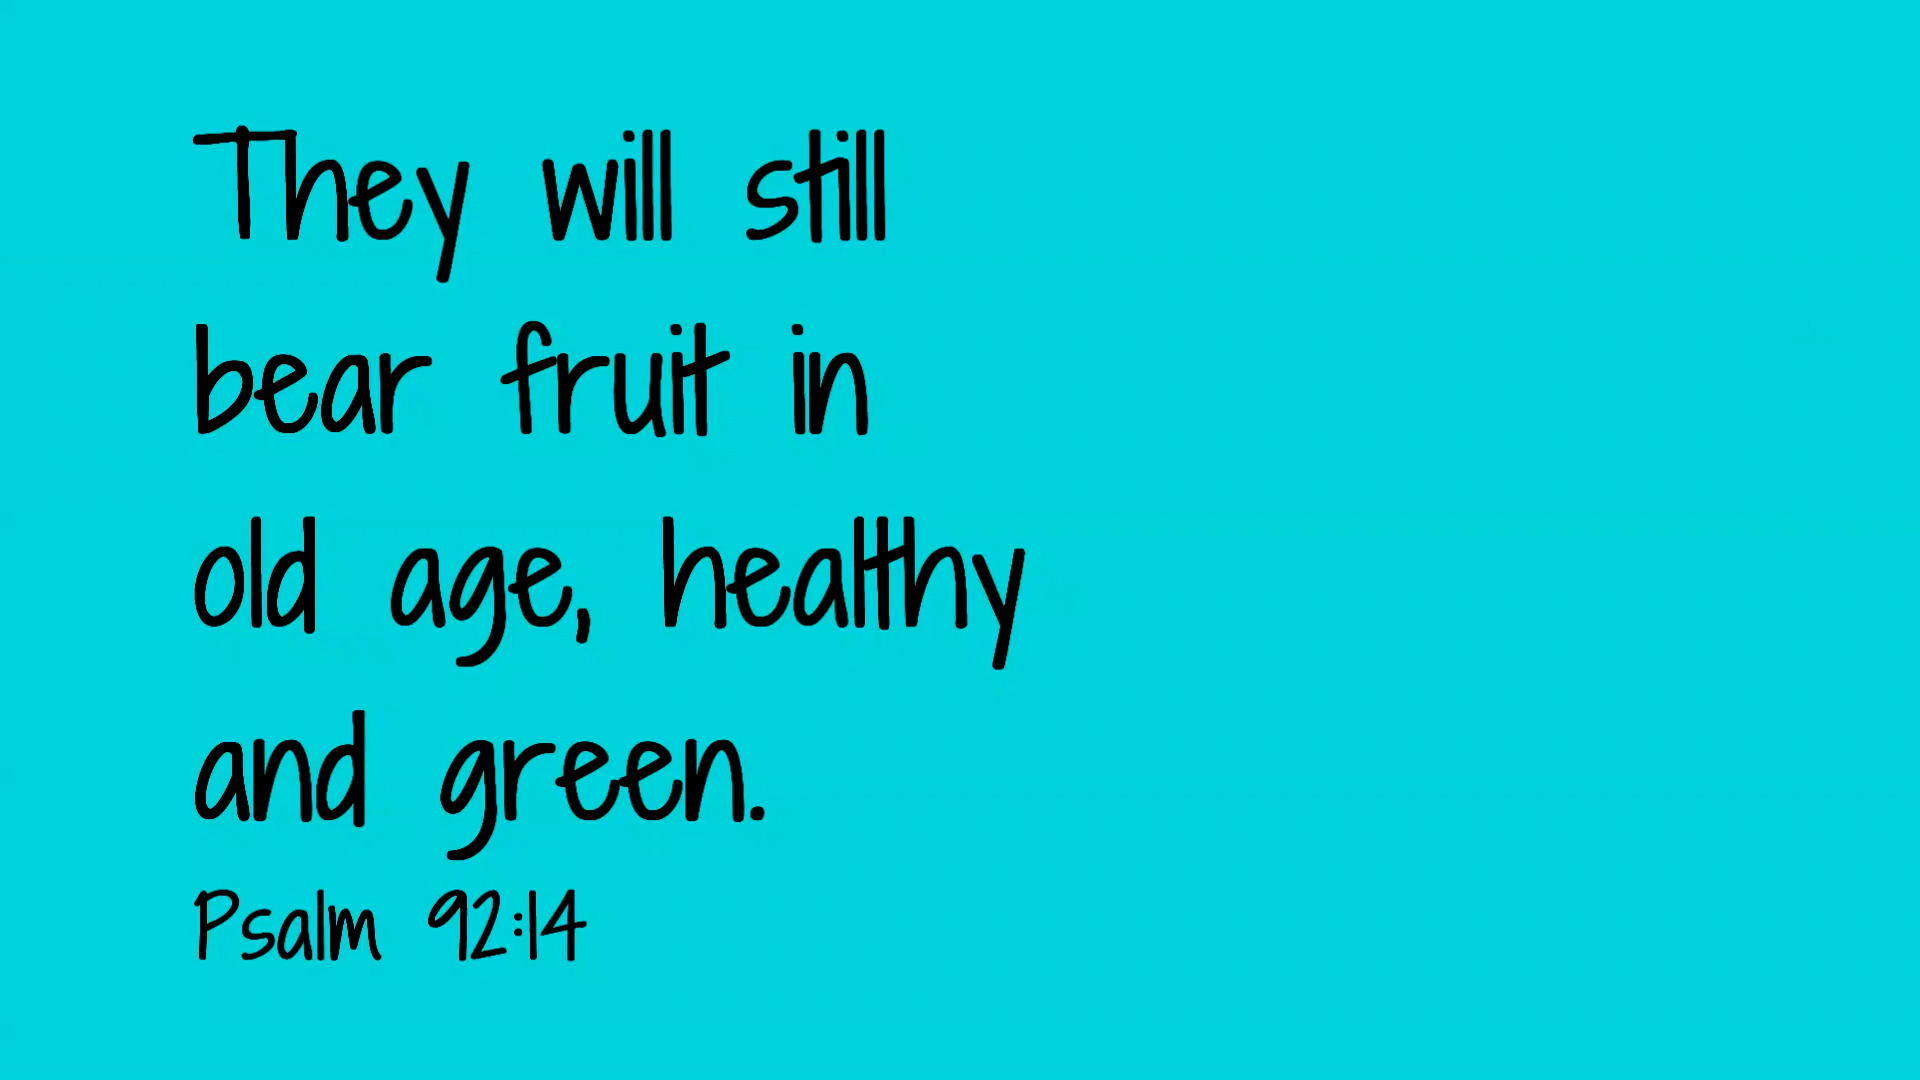 They will still
bear fruit in
old age, healthy
and green.
Psalm 92:14